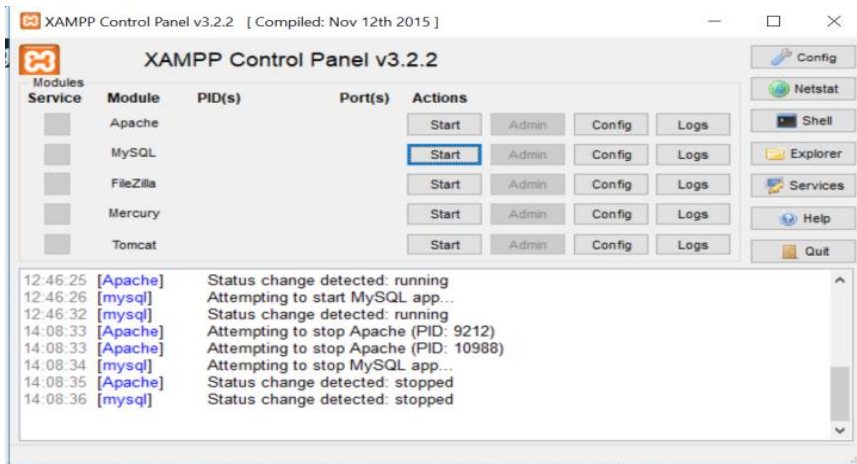 XAMPP Control Panel v3.2.2 [ Compiled: Nov 12th 2015 ]
XAMPP Control Panel v3.2.2
Config
Modules
Service Module PID(s) Port(s) Actions
Netstat
Apache Start Admin Config Logs
Shell
MySQL Start Admin Config Logs
Explorer
FileZilla Start Admin Config Logs
Services
Mercury Start Admin Config Logs
Help
Tomcat Start Admin Config Logs
Quit
12:46:25 [Apache] Status change detected: running
12:46:26 [mysql] Attempting to start MySQL app...
12:46:32 [mysql] Status change detected: running
14:08:33 [Apache] Attempting to stop Apache (PID: 9212)
14:08:33 [Apache] Attempting to stop Apache (PID: 10988)
14:08:34 [mysql] Attempting to stop MySQL app...
14:08:35 [Apache] Status change detected: stopped
14:08:36 [mysql] Status change detected: stopped